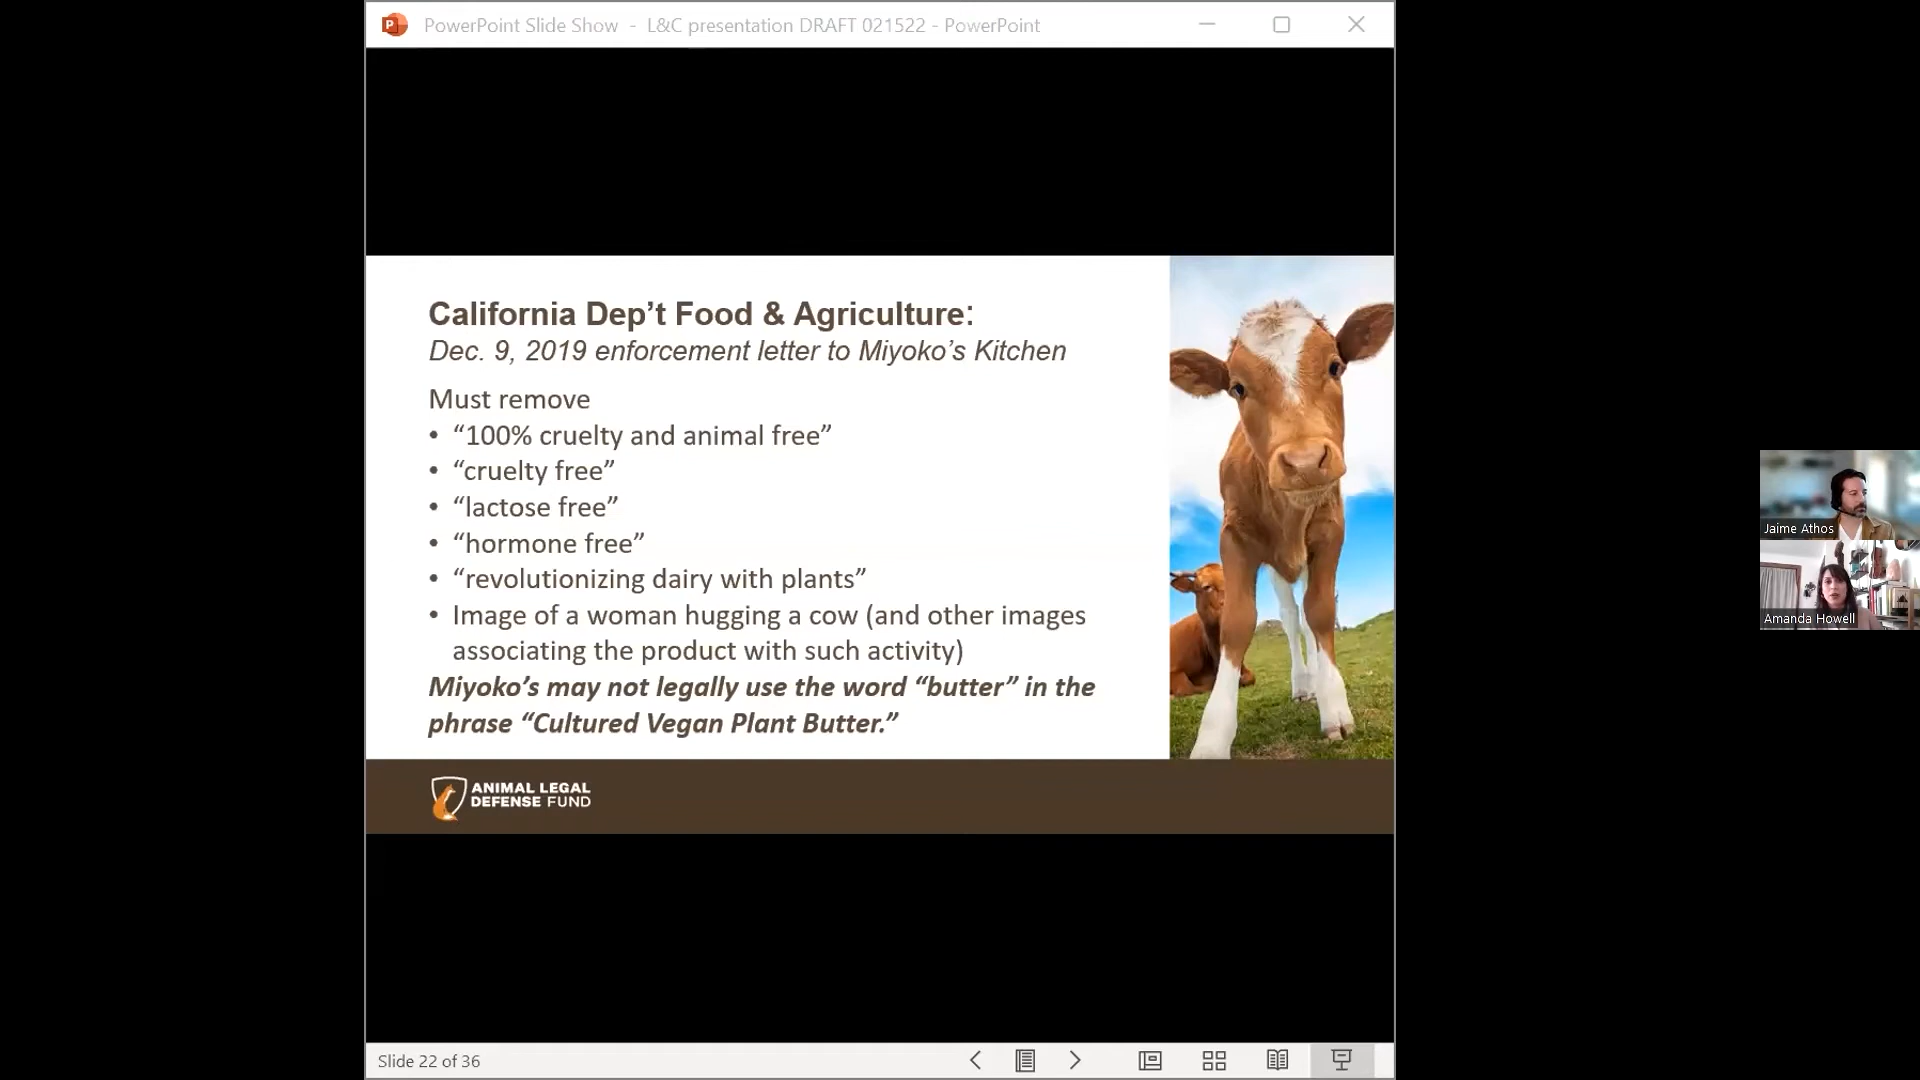 PowerPoint Slide Show - L&C presentation DRAFT 021522 - PowerPoint
California Dep’t Food & Agriculture:
Dec. 9, 2019 enforcement letter to Miyoko’s Kitchen
Must remove
• “100% cruelty and animal free”
• “cruelty free”
• “lactose free”
• “hormone free”
• “revolutionizing dairy with plants”
• Image of a woman hugging a cow (and other images
associating the product with such activity)
Miyoko’s may not legally use the word “butter” in the
phrase “Cultured Vegan Plant Butter.”
ANIMAL LEGAL
DEFENSE FUND
Jaime Athos
Amanda Howell
Slide 22 of 36